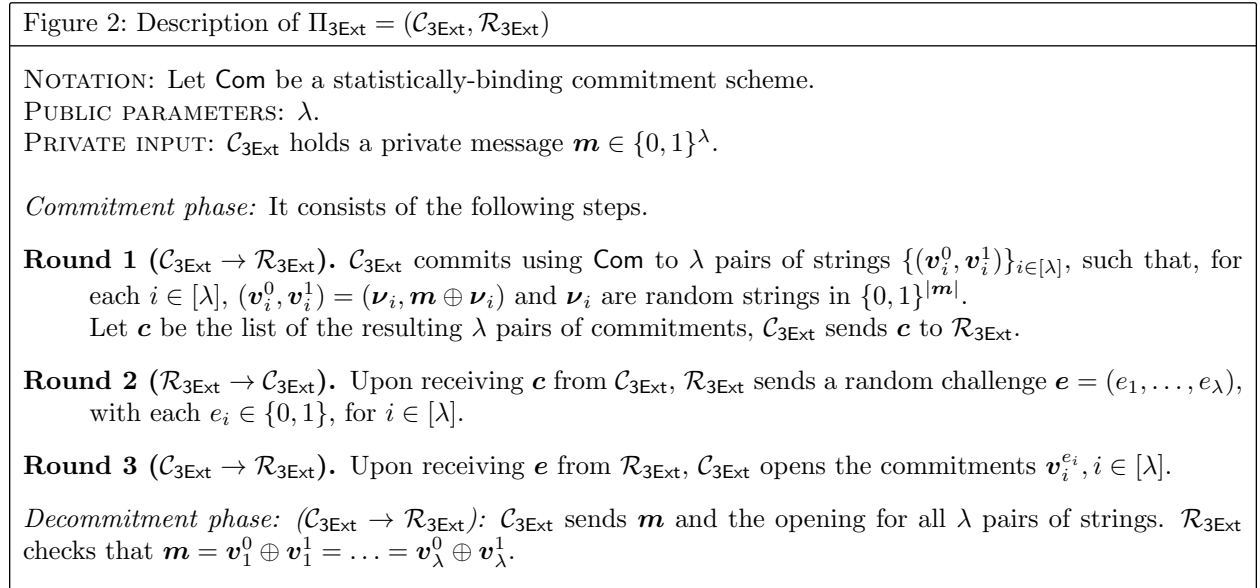 Figure 2: Description of Π₃Ext = (𝒞₃Ext, ℛ₃Ext)
Notation: Let Com be a statistically-binding commitment scheme.
Public parameters: λ.
Private input: 𝒞₃Ext holds a private message m ∈ {0, 1}^λ.
Commitment phase: It consists of the following steps.
Round 1 (𝒞₃Ext → ℛ₃Ext). 𝒞₃Ext commits using Com to λ pairs of strings {(v_i^0, v_i^1)}_{i∈[λ]}, such that, for
each i ∈ [λ], (v_i^0, v_i^1) = (ν_i, m ⊕ ν_i) and ν_i are random strings in {0, 1}^{|m|}.
Let c be the list of the resulting λ pairs of commitments, 𝒞₃Ext sends c to ℛ₃Ext.
Round 2 (ℛ₃Ext → 𝒞₃Ext). Upon receiving c from 𝒞₃Ext, ℛ₃Ext sends a random challenge e = (e_1, . . . , e_λ),
with each e_i ∈ {0, 1}, for i ∈ [λ].
Round 3 (𝒞₃Ext → ℛ₃Ext). Upon receiving e from ℛ₃Ext, 𝒞₃Ext opens the commitments v_i^{e_i}, i ∈ [λ].
Decommitment phase: (𝒞₃Ext → ℛ₃Ext): 𝒞₃Ext sends m and the opening for all λ pairs of strings. ℛ₃Ext
checks that m = v_1^0 ⊕ v_1^1 = . . . = v_λ^0 ⊕ v_λ^1.